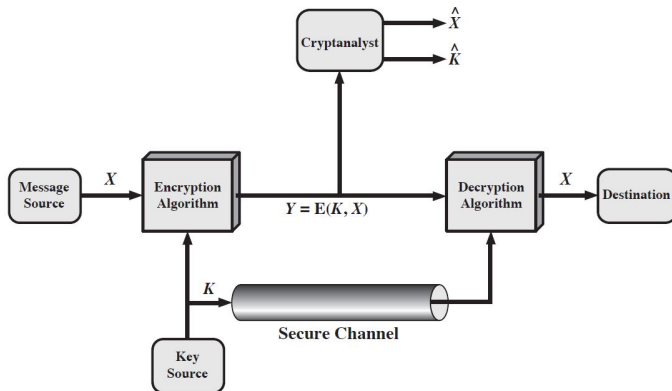 X̂
Cryptanalyst
K̂
Message
Source
X
Encryption
Algorithm
Y = E(K, X)
Decryption
Algorithm
X
Destination
K
Secure Channel
Key
Source